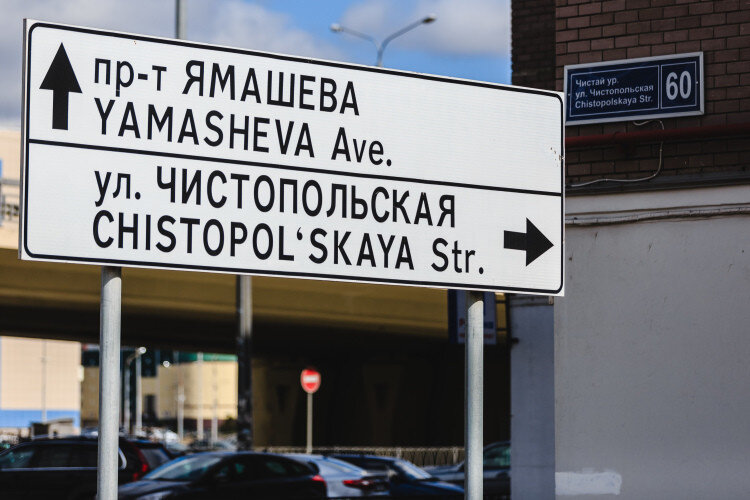 пр-т ЯМАШЕВА
YAMASHEVA Ave.
ул. ЧИСТОПОЛЬСКАЯ
CHISTOPOL‘SKAYA Str.
Чистай ур.
ул. Чистопольская
Chistopolskaya Str.
60